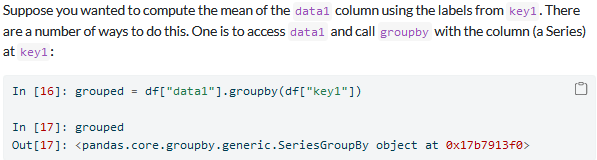 Suppose you wanted to compute the mean of the data1 column using the labels from key1. There
are a number of ways to do this. One is to access data1 and call groupby with the column (a Series)
at key1:
In [16]: grouped = df["data1"].groupby(df["key1"])
In [17]: grouped
Out[17]: <pandas.core.groupby.generic.SeriesGroupBy object at 0x17b7913f0>